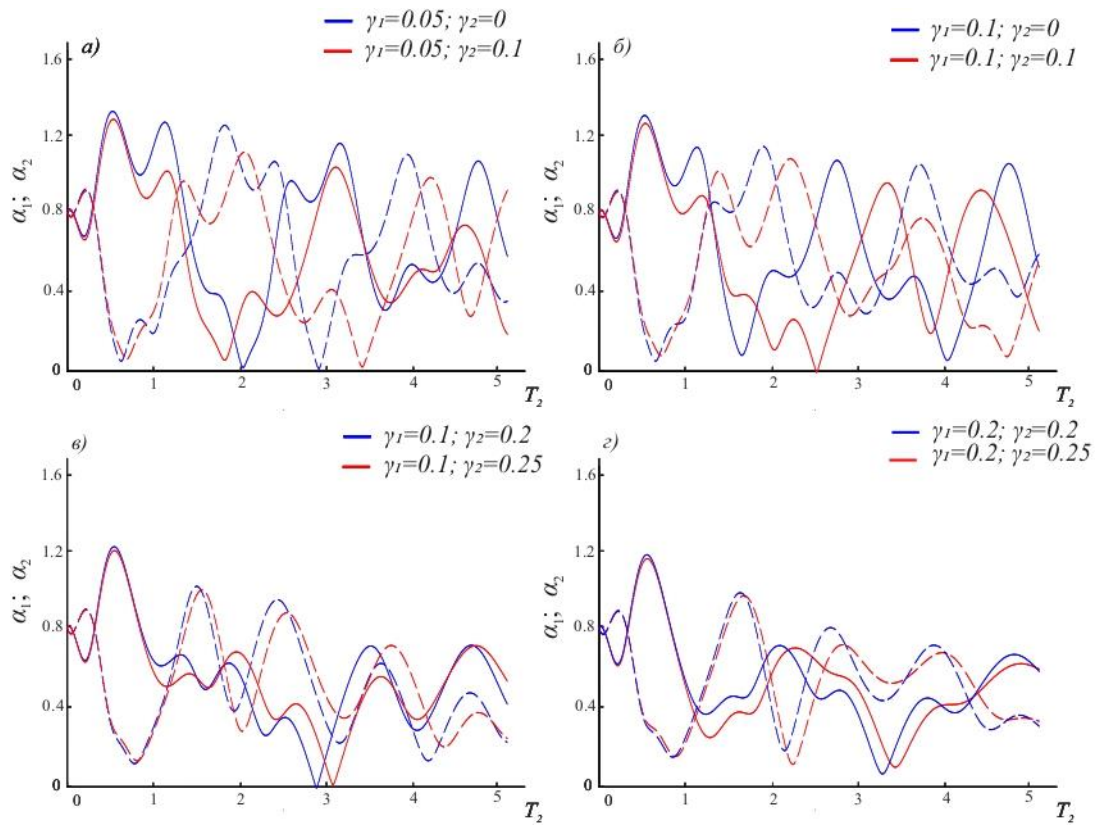 γ₁=0.05; γ₂=0
γ₁=0.05; γ₂=0.1
а)
1.6
1.2
0.8
0.4
0
α₁; α₂
0 1 2 3 4 5
T₂
γ₁=0.1; γ₂=0
γ₁=0.1; γ₂=0.1
б)
1.6
1.2
0.8
0.4
0
α₁; α₂
0 1 2 3 4 5
T₂
γ₁=0.1; γ₂=0.2
γ₁=0.1; γ₂=0.25
в)
1.6
1.2
0.8
0.4
0
α₁; α₂
0 1 2 3 4 5
T₂
γ₁=0.2; γ₂=0.2
γ₁=0.2; γ₂=0.25
г)
1.6
1.2
0.8
0.4
0
α₁; α₂
0 1 2 3 4 5
T₂